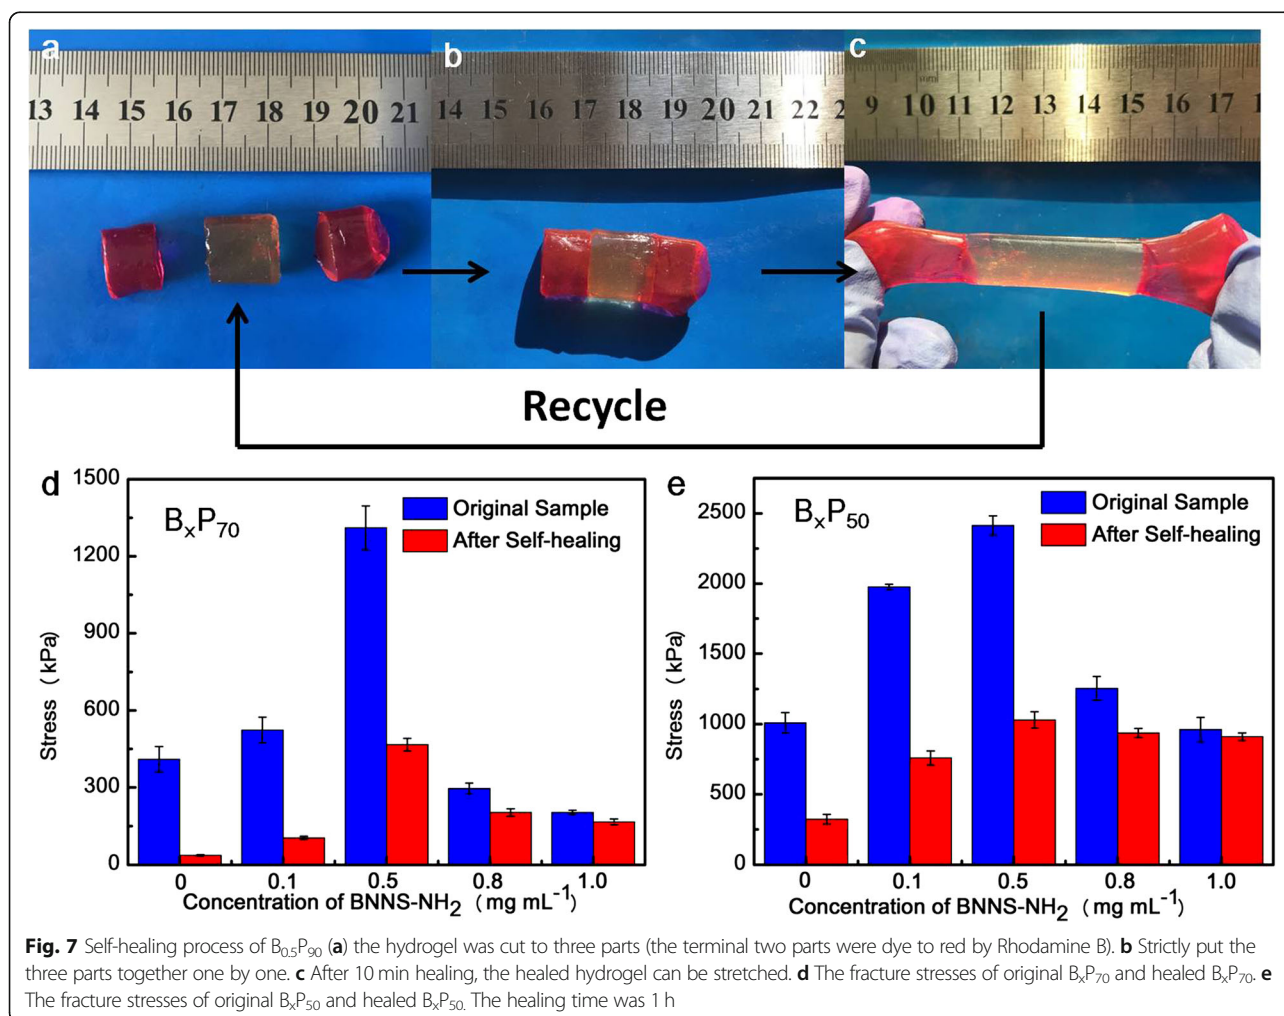 a
13 14 15 16 17 18 19 20 21
b
14 15 16 17 18 19 20 21 22 2
c
9 10 11 12 13 14 15 16 17 1
mm
Recycle
d
1500
1200
900
600
300
0
Stress (kPa)
BₓP₇₀
Original Sample
After Self-healing
0 0.1 0.5 0.8 1.0
Concentration of BNNS-NH₂ (mg mL⁻¹)
e
2500
2000
1500
1000
500
0
Stress (kPa)
BₓP₅₀
Original Sample
After Self-healing
0 0.1 0.5 0.8 1.0
Concentration of BNNS-NH₂ (mg mL⁻¹)
Fig. 7 Self-healing process of B₀.₅P₉₀ (a) the hydrogel was cut to three parts (the terminal two parts were dye to red by Rhodamine B). b Strictly put the
three parts together one by one. c After 10 min healing, the healed hydrogel can be stretched. d The fracture stresses of original BₓP₇₀ and healed BₓP₇₀. e
The fracture stresses of original BₓP₅₀ and healed BₓP₅₀. The healing time was 1 h